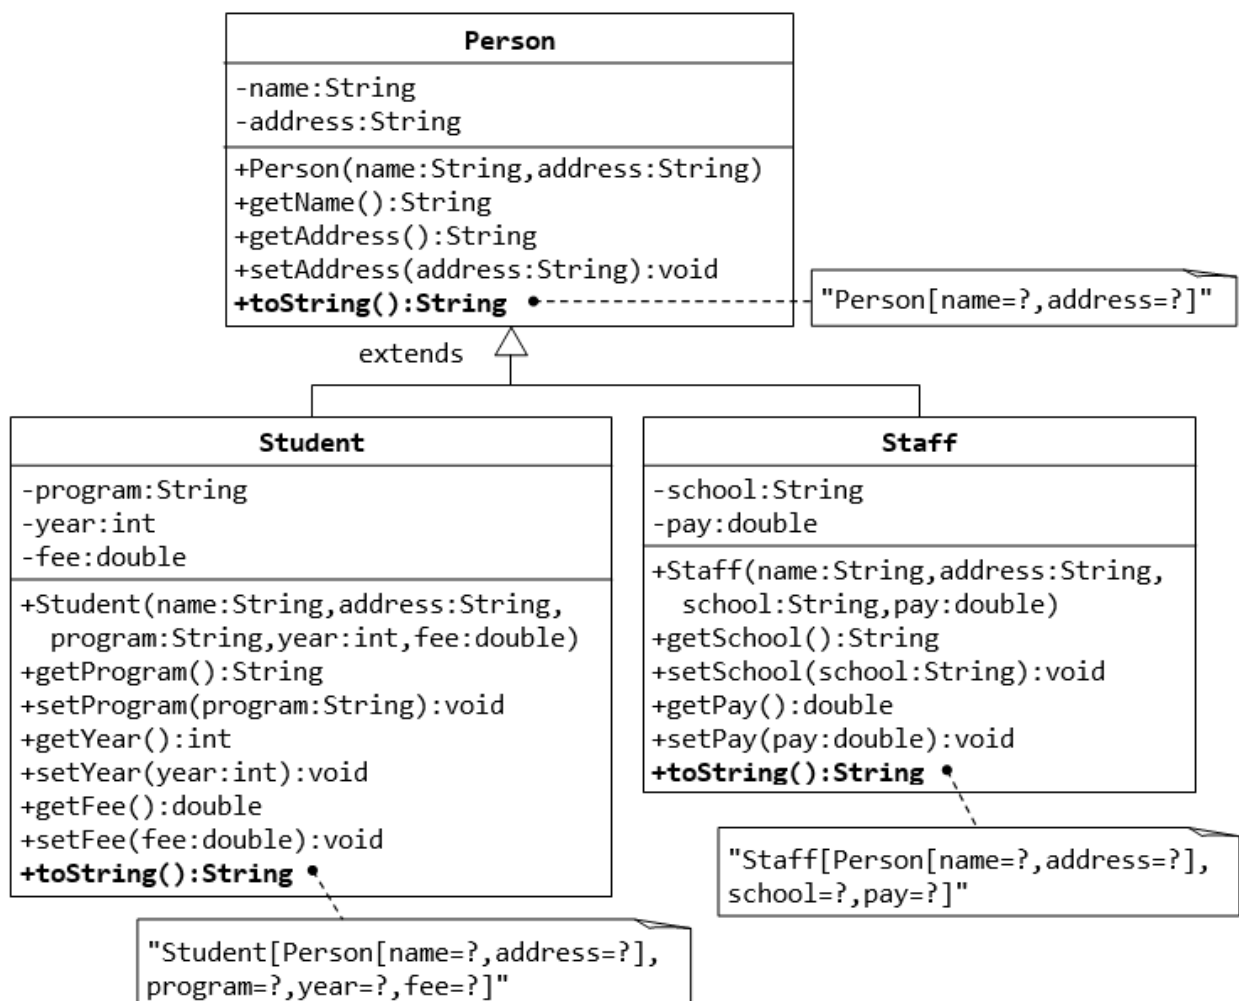 Person
-name:String
-address:String
+Person(name:String,address:String)
+getName():String
+getAddress():String
+setAddress(address:String):void
+toString():String
"Person[name=?,address=?]"
extends
Student
-program:String
-year:int
-fee:double
+Student(name:String,address:String,
program:String,year:int,fee:double)
+getProgram():String
+setProgram(program:String):void
+getYear():int
+setYear(year:int):void
+getFee():double
+setFee(fee:double):void
+toString():String
"Student[Person[name=?,address=?],
program=?,year=?,fee=?]"
Staff
-school:String
-pay:double
+Staff(name:String,address:String,
school:String,pay:double)
+getSchool():String
+setSchool(school:String):void
+getPay():double
+setPay(pay:double):void
+toString():String
"Staff[Person[name=?,address=?],
school=?,pay=?]"